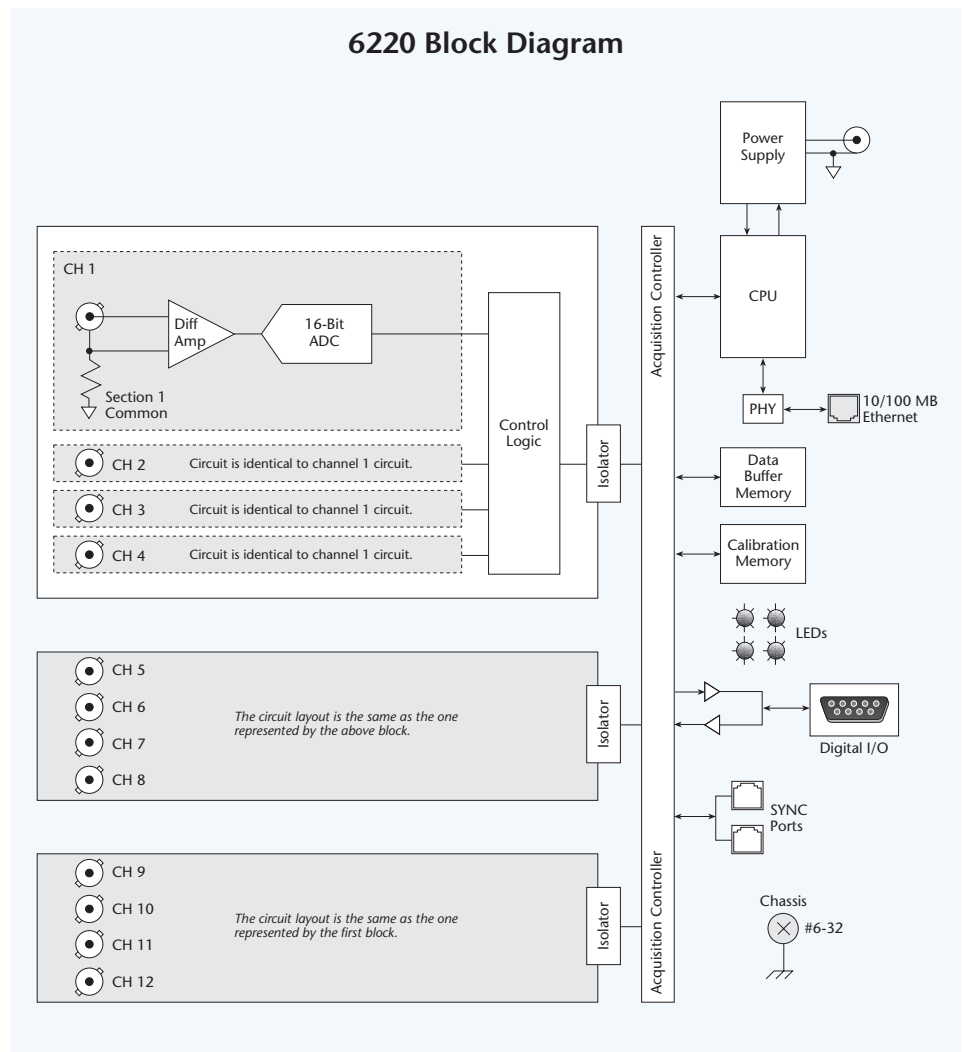 6220 Block Diagram
Power
Supply
CH 1
Diff
Amp
16-Bit
ADC
Section 1
Common
Control
Logic
Isolator
CH 2 Circuit is identical to channel 1 circuit.
CH 3 Circuit is identical to channel 1 circuit.
CH 4 Circuit is identical to channel 1 circuit.
CH 5
CH 6
CH 7
CH 8
The circuit layout is the same as the one
represented by the above block.
Isolator
CH 9
CH 10
CH 11
CH 12
The circuit layout is the same as the one
represented by the first block.
Isolator
Acquisition Controller
Acquisition Controller
CPU
PHY
10/100 MB
Ethernet
Data
Buffer
Memory
Calibration
Memory
LEDs
Digital I/O
SYNC
Ports
Chassis
#6-32